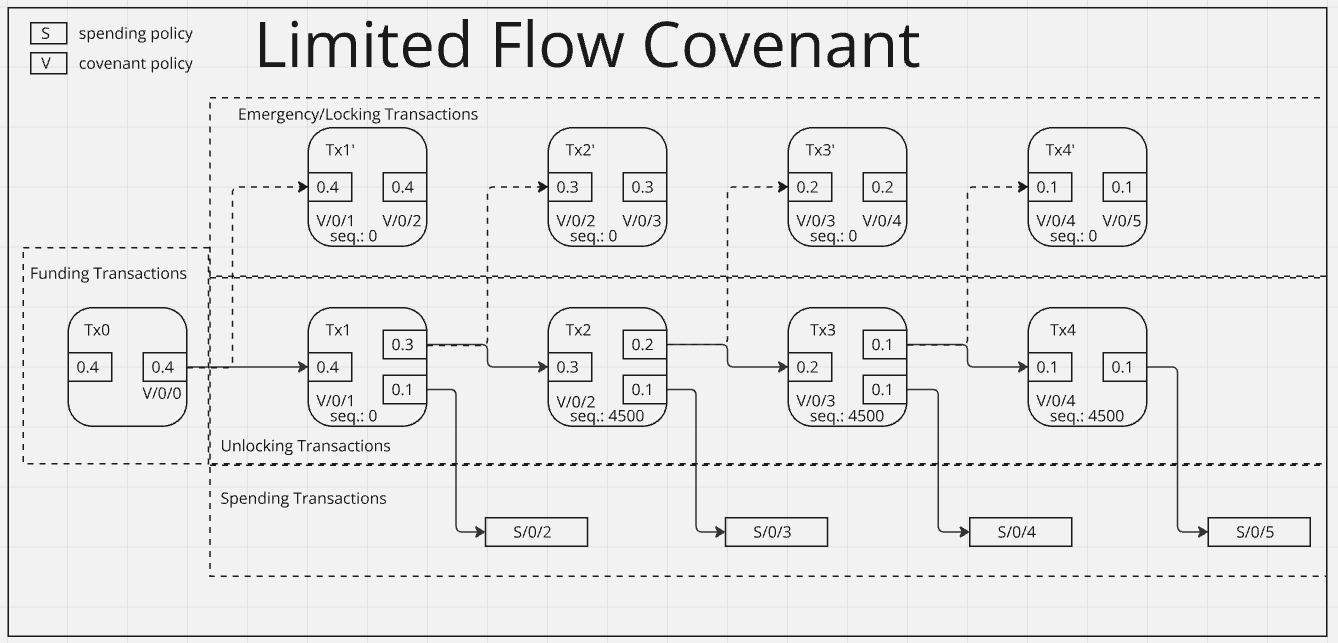 S spending policy
V covenant policy
Limited Flow Covenant
Emergency/Locking Transactions
Tx1'
0.4 0.4
V/0/1 V/0/2
seq.: 0
Tx2'
0.3 0.3
V/0/2 V/0/3
seq.: 0
Tx3'
0.2 0.2
V/0/3 V/0/4
seq.: 0
Tx4'
0.1 0.1
V/0/4 V/0/5
seq.: 0
Funding Transactions
Tx0
0.4 0.4
V/0/0
Tx1
0.3
0.4
0.1
V/0/1
seq.: 0
Tx2
0.2
0.3
0.1
V/0/2
seq.: 4500
Tx3
0.1
0.2
0.1
V/0/3
seq.: 4500
Tx4
0.1 0.1
V/0/4
seq.: 4500
Unlocking Transactions
Spending Transactions
S/0/2
S/0/3
S/0/4
S/0/5